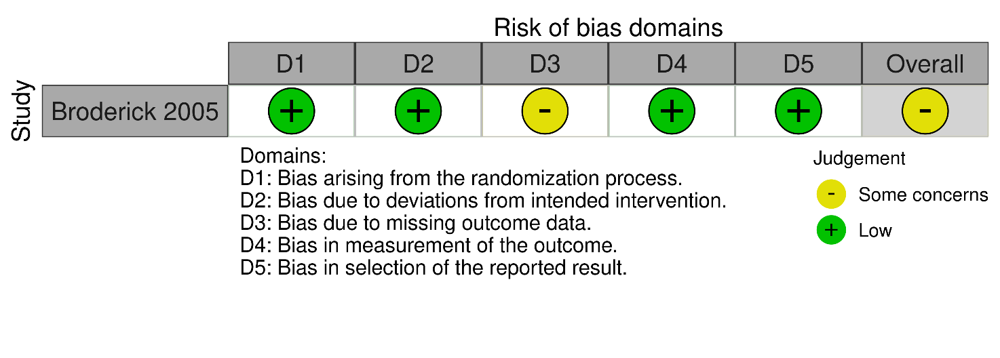 Risk of bias domains
D1 D2 D3 D4 D5 Overall
Study
Broderick 2005 + + - + + -
Domains:
D1: Bias arising from the randomization process.
D2: Bias due to deviations from intended intervention.
D3: Bias due to missing outcome data.
D4: Bias in measurement of the outcome.
D5: Bias in selection of the reported result.
Judgement
- Some concerns
+ Low